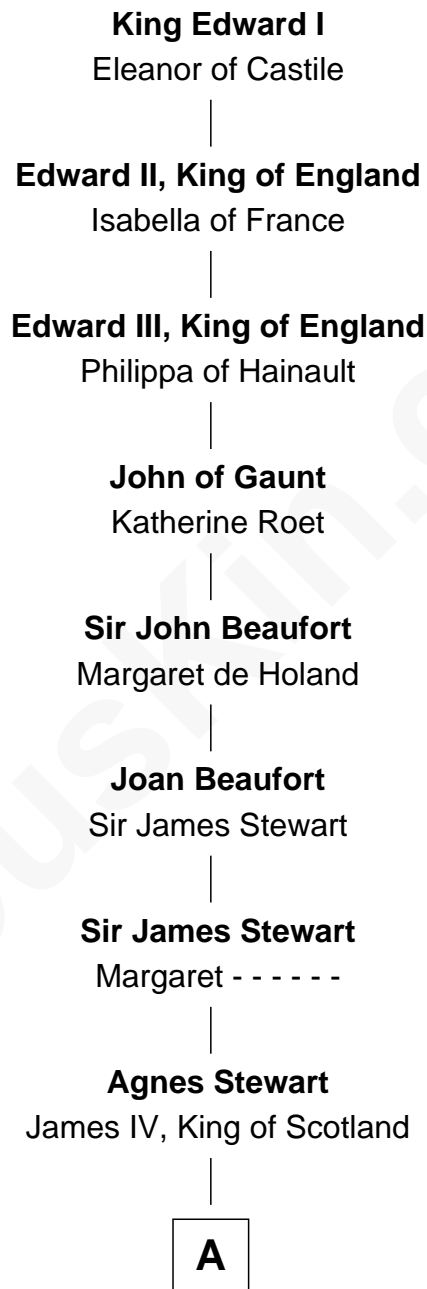 King Edward I
Eleanor of Castile
Edward II, King of England
Isabella of France
Edward III, King of England
Philippa of Hainault
John of Gaunt
Katherine Roet
Sir John Beaufort
Margaret de Holand
Joan Beaufort
Sir James Stewart
Sir James Stewart
Margaret - - - - - -
Agnes Stewart
James IV, King of Scotland
A